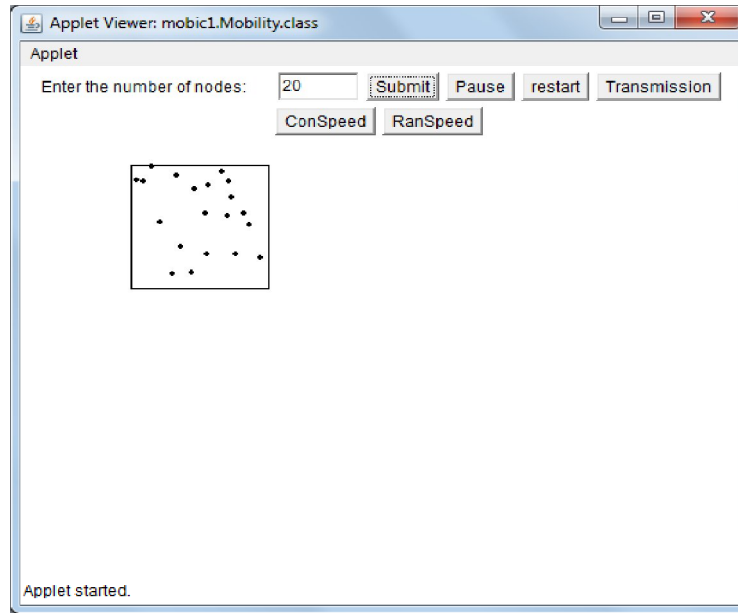 Applet Viewer: mobic1.Mobility.class
Applet
Enter the number of nodes: 20 Submit Pause restart Transmission
ConSpeed RanSpeed
Applet started.